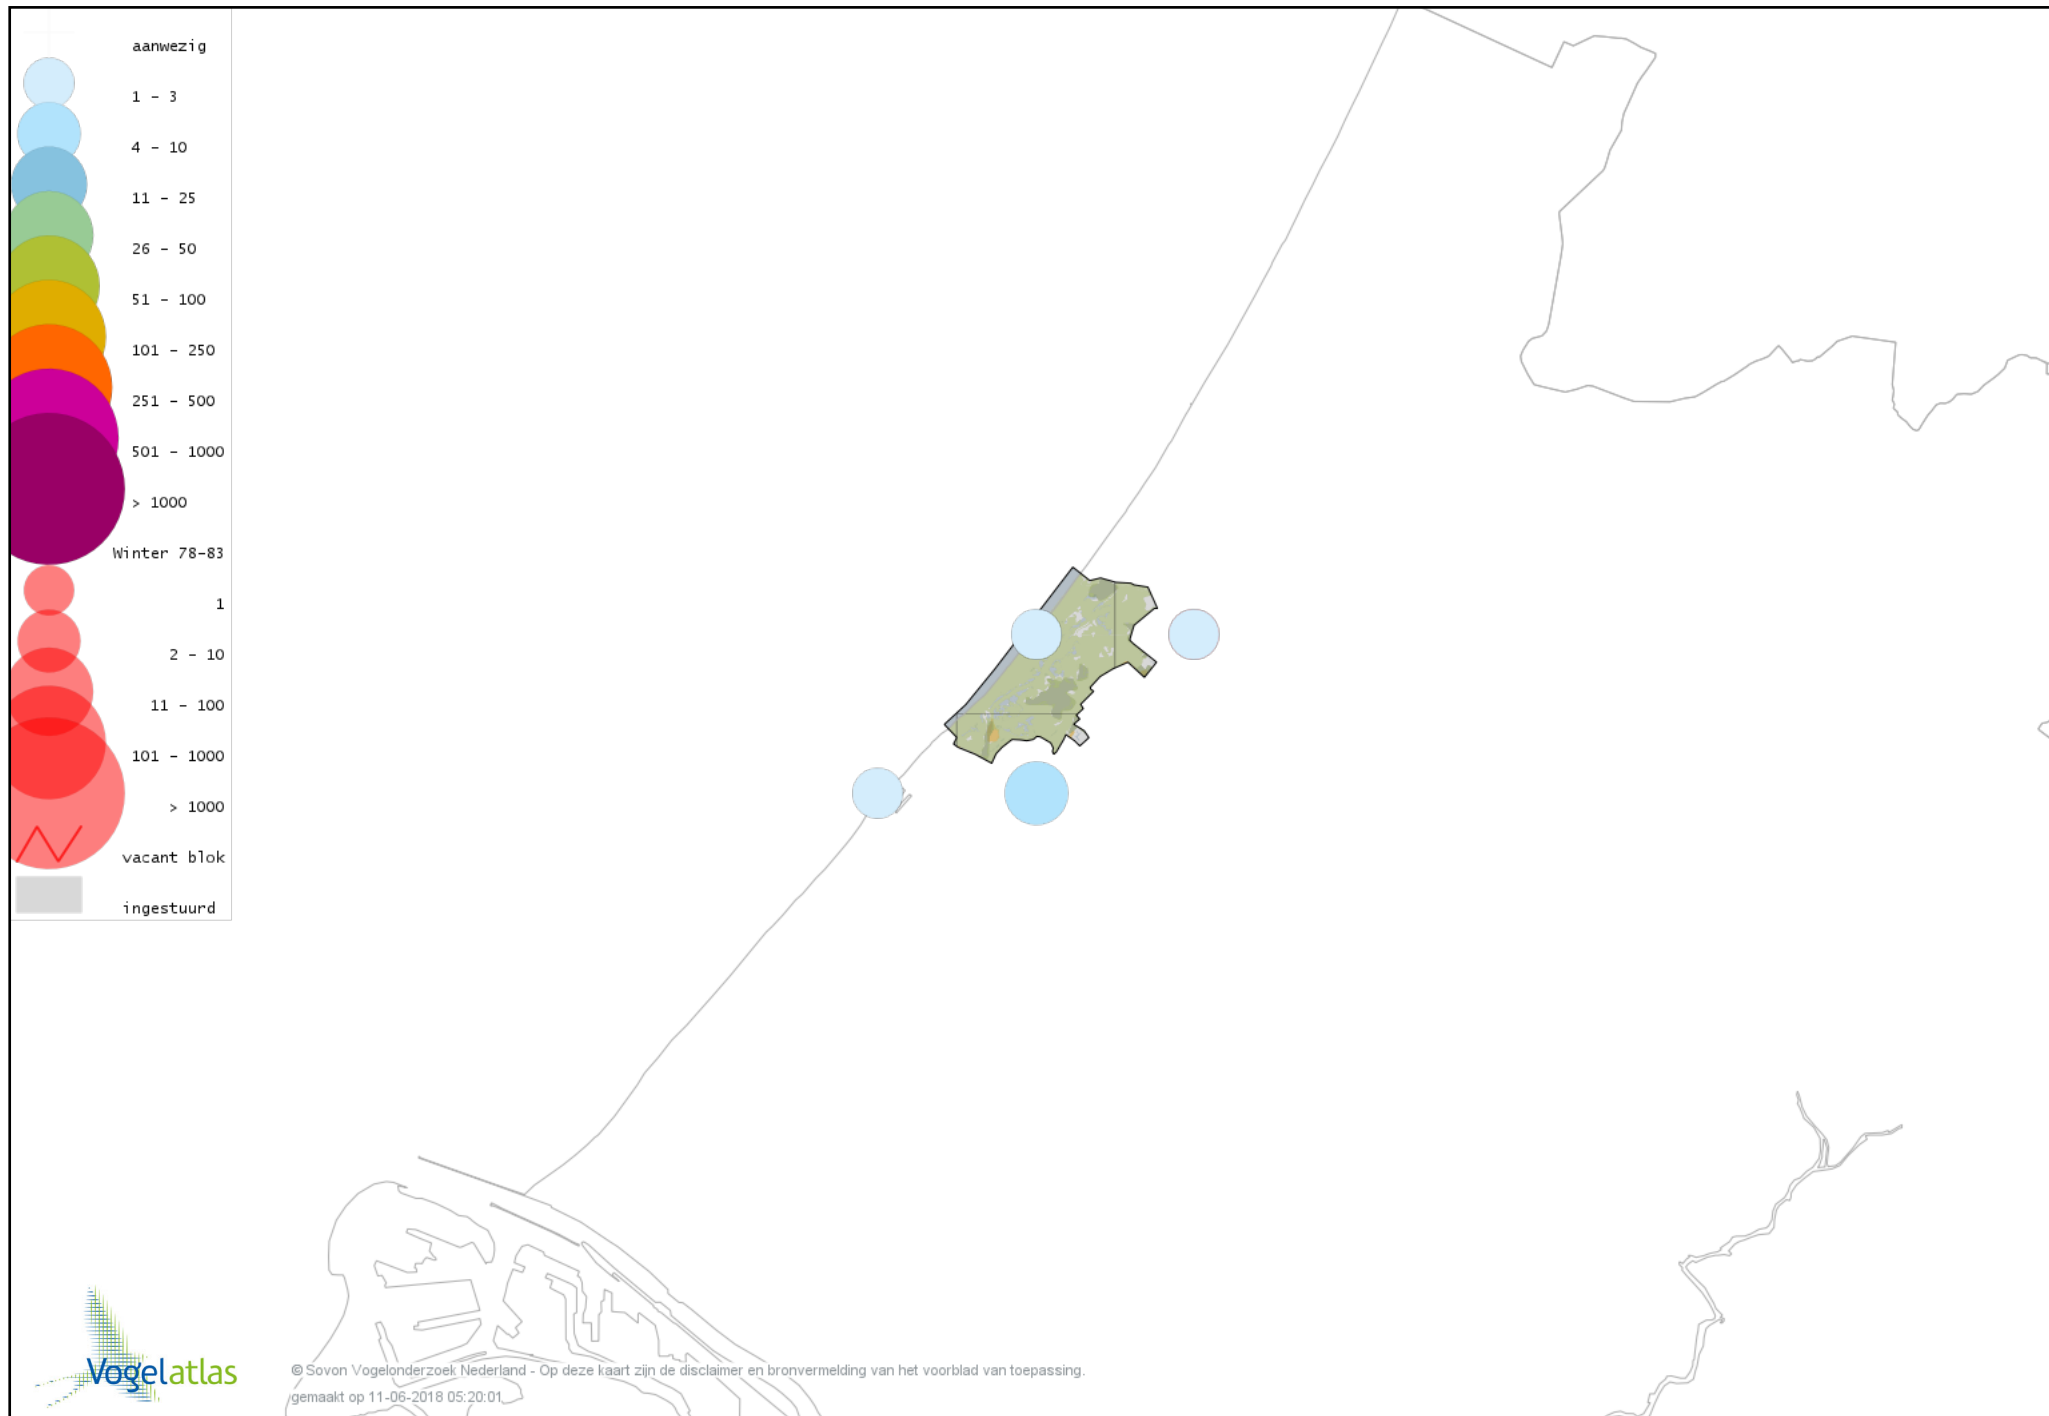 aanwezig
1 - 3
4 - 10
11 - 25
26 - 50
51 - 100
101 - 250
251 - 500
501 - 1000
> 1000
Winter 78-83
1
2 - 10
11 - 100
101 - 1000
> 1000
vacant blok
ingestuurd
Vogelatlas
© Sovon Vogelonderzoek Nederland - Op deze kaart zijn de disclaimer en bronvermelding van het voorblad van toepassing.
gemaakt op 11-06-2018 05:20:01